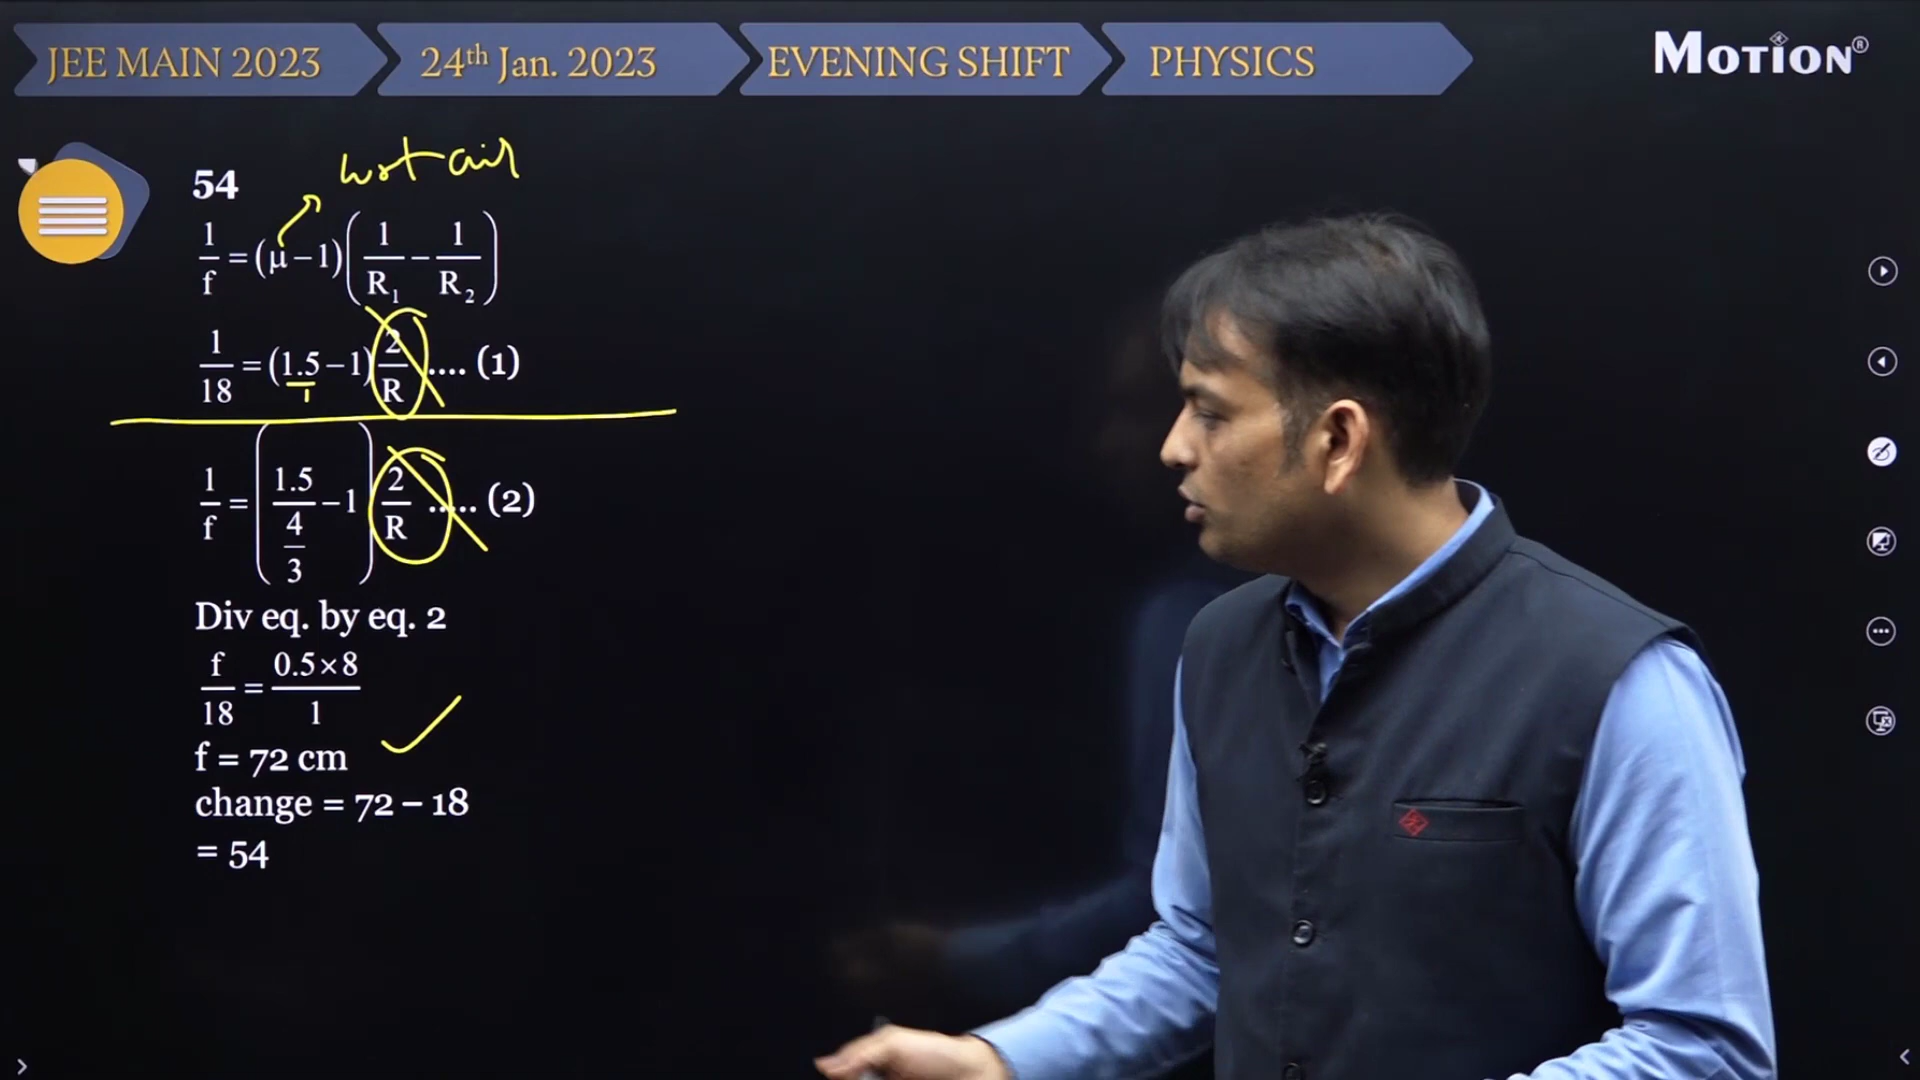 JEE MAIN 2023 24th Jan. 2023 EVENING SHIFT PHYSICS MOTION®
wrt air
54
1/f = (μ – 1)(1/R₁ – 1/R₂)
1/18 = (1.5 – 1) 2/R .... (1)
1
1/f = (1.5/(4/3) – 1) 2/R ..... (2)
Div eq. by eq. 2
f/18 = 0.5×8/1
f = 72 cm
change = 72 – 18
= 54